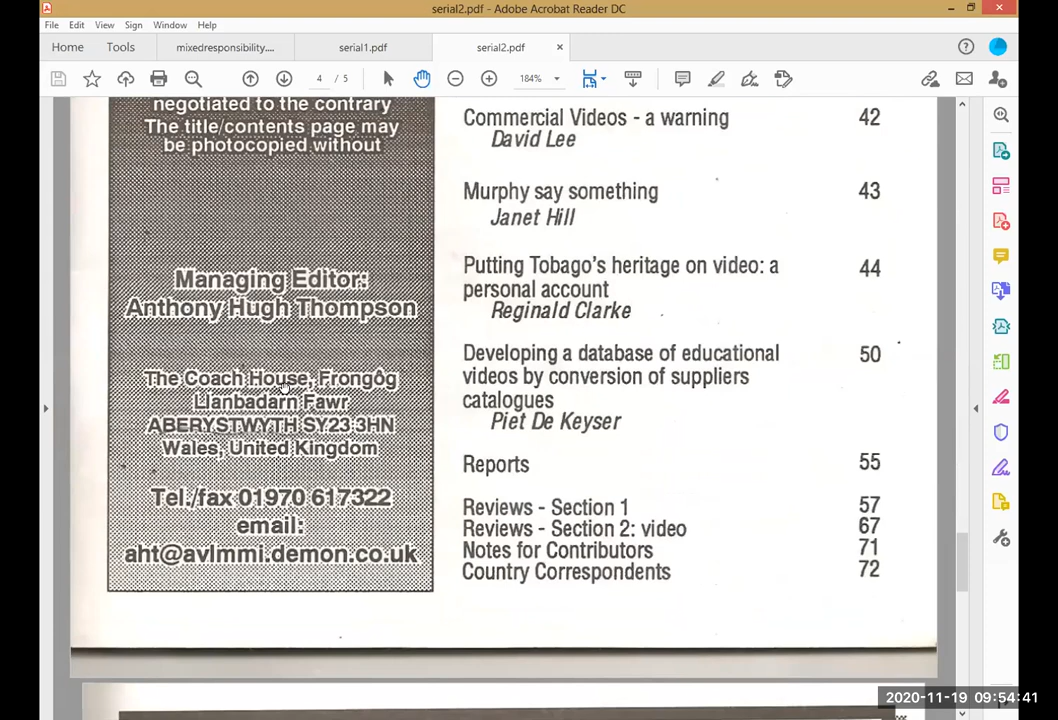 serial2.pdf - Adobe Acrobat Reader DC
File Edit View Sign Window Help
Home Tools mixedresponsibility.... serial1.pdf serial2.pdf ×
4 / 5 184%
negotiated to the contrary
The title/contents page may
be photocopied without
Managing Editor:
Anthony Hugh Thompson
The Coach House, Frongôg
Llanbadarn Fawr
ABERYSTWYTH SY23 3HN
Wales, United Kingdom
Tel./fax 01970 617322
email:
aht@avlmmi.demon.co.uk
Commercial Videos - a warning 42
David Lee
Murphy say something 43
Janet Hill
Putting Tobago's heritage on video: a 44
personal account
Reginald Clarke
Developing a database of educational 50
videos by conversion of suppliers
catalogues
Piet De Keyser
Reports 55
Reviews - Section 1 57
Reviews - Section 2: video 67
Notes for Contributors 71
Country Correspondents 72
2020-11-19 09:54:41